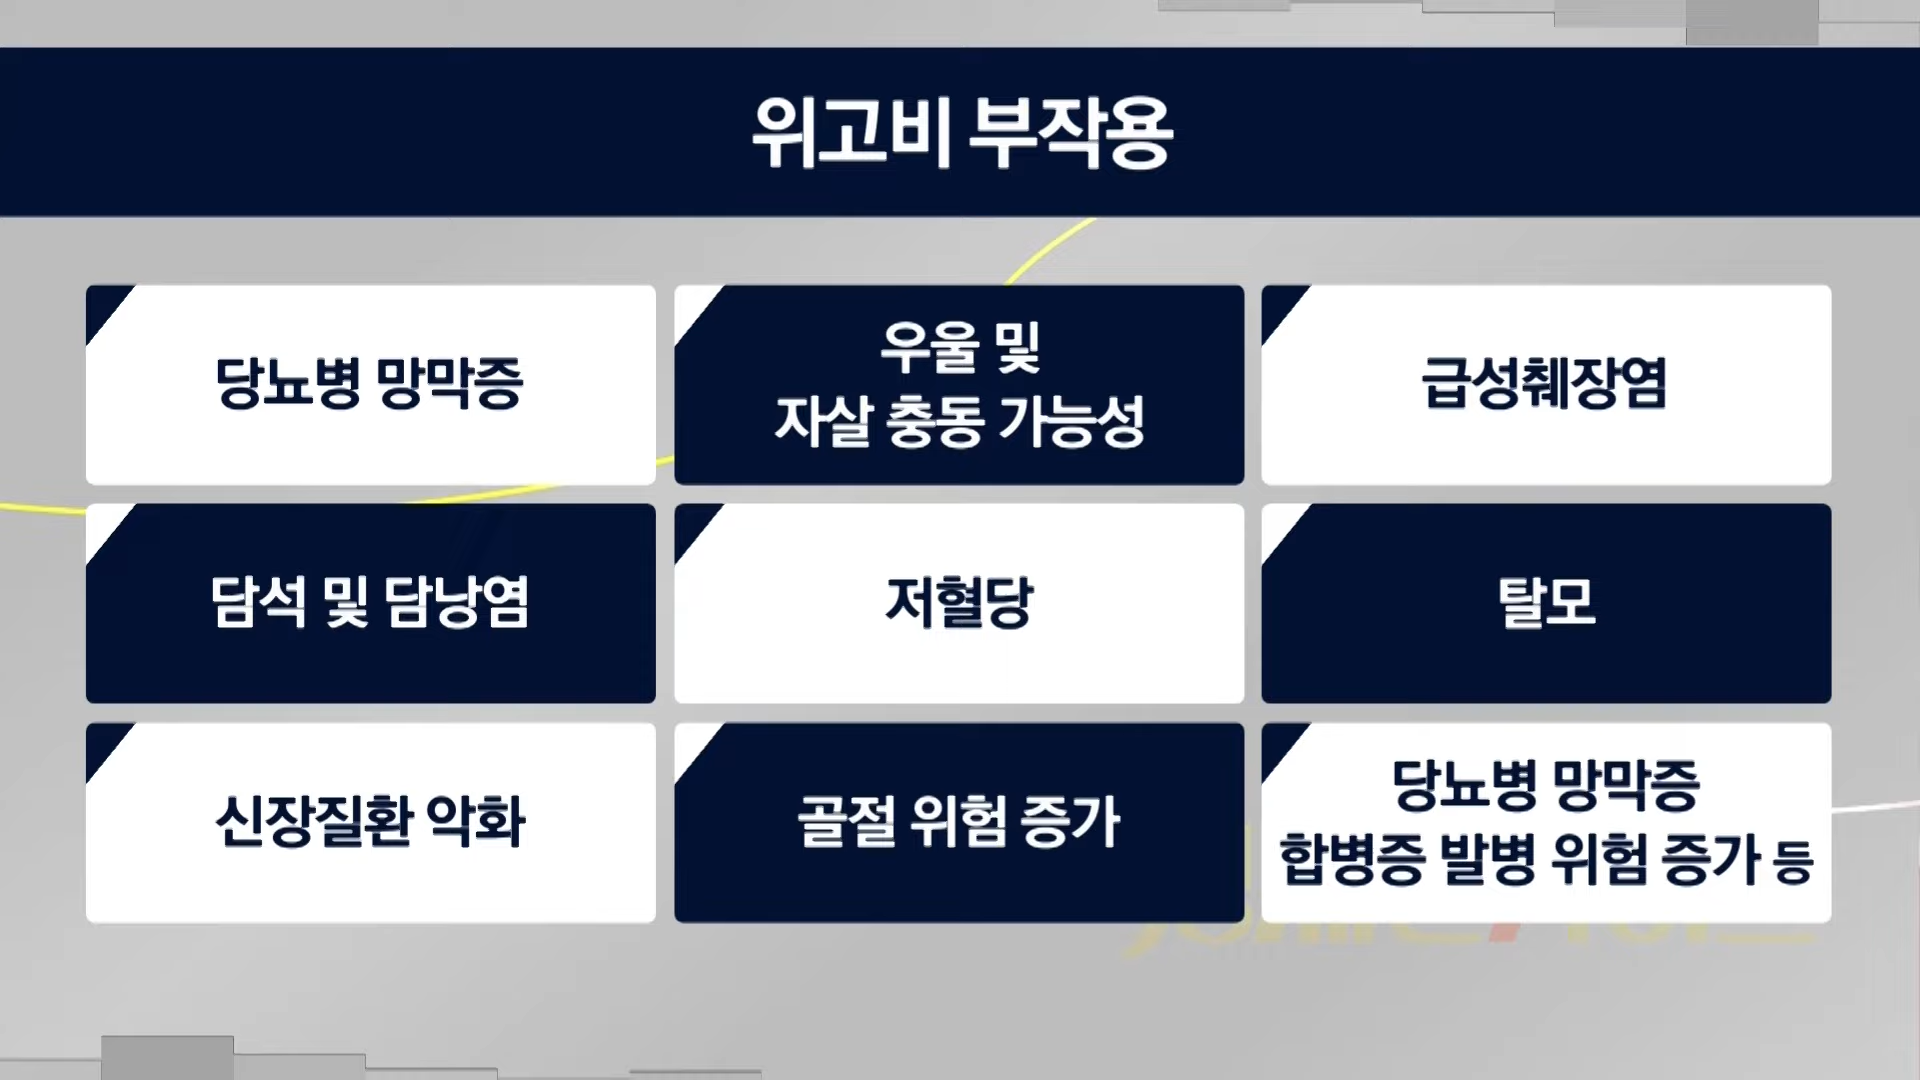 위고비 부작용
당뇨병 망막증
우울 및
자살 충동 가능성
급성췌장염
담석 및 담낭염
저혈당
탈모
신장질환 악화
골절 위험 증가
당뇨병 망막증
합병증 발병 위험 증가 등